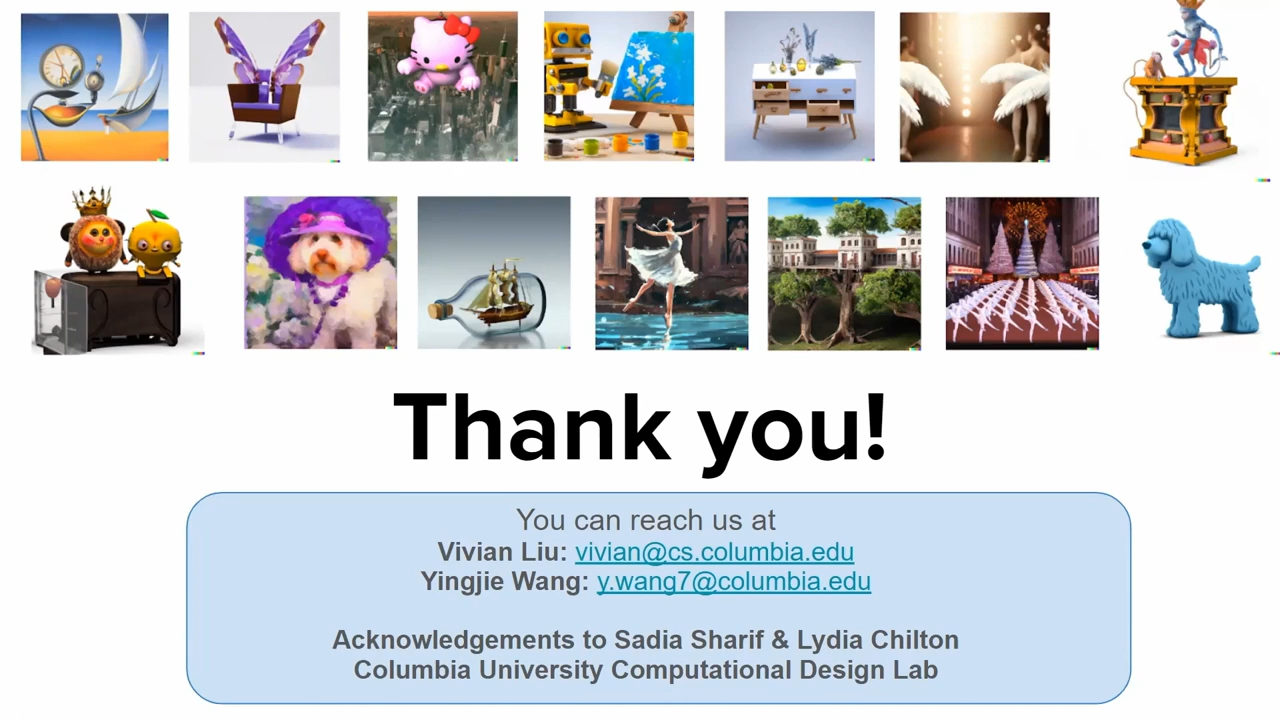 Thank you!
You can reach us at
Vivian Liu: vivian@cs.columbia.edu
Yingjie Wang: y.wang7@columbia.edu
Acknowledgements to Sadia Sharif & Lydia Chilton
Columbia University Computational Design Lab